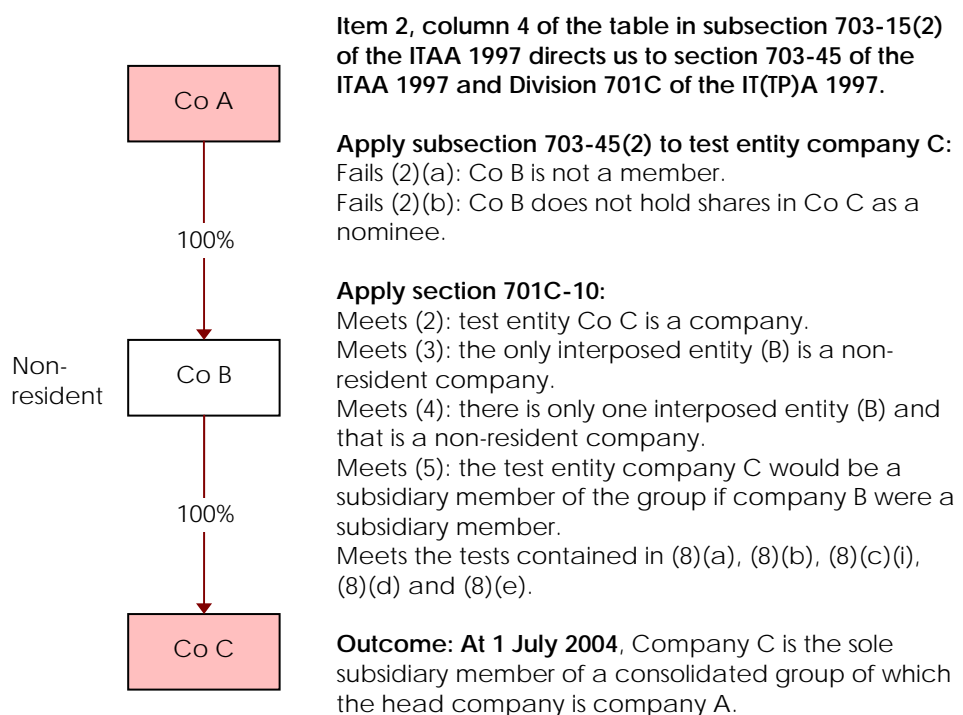 Item 2, column 4 of the table in subsection 703-15(2)
of the ITAA 1997 directs us to section 703-45 of the
ITAA 1997 and Division 701C of the IT(TP)A 1997.
Co A
Apply subsection 703-45(2) to test entity company C:
Fails (2)(a): Co B is not a member.
Fails (2)(b): Co B does not hold shares in Co C as a
nominee.
100%
Apply section 701C-10:
Meets (2): test entity Co C is a company.
Meets (3): the only interposed entity (B) is a non-
resident company.
Meets (4): there is only one interposed entity (B) and
that is a non-resident company.
Meets (5): the test entity company C would be a
subsidiary member of the group if company B were a
subsidiary member.
Meets the tests contained in (8)(a), (8)(b), (8)(c)(i),
(8)(d) and (8)(e).
Non-
resident
Co B
100%
Co C
Outcome: At 1 July 2004, Company C is the sole
subsidiary member of a consolidated group of which
the head company is company A.